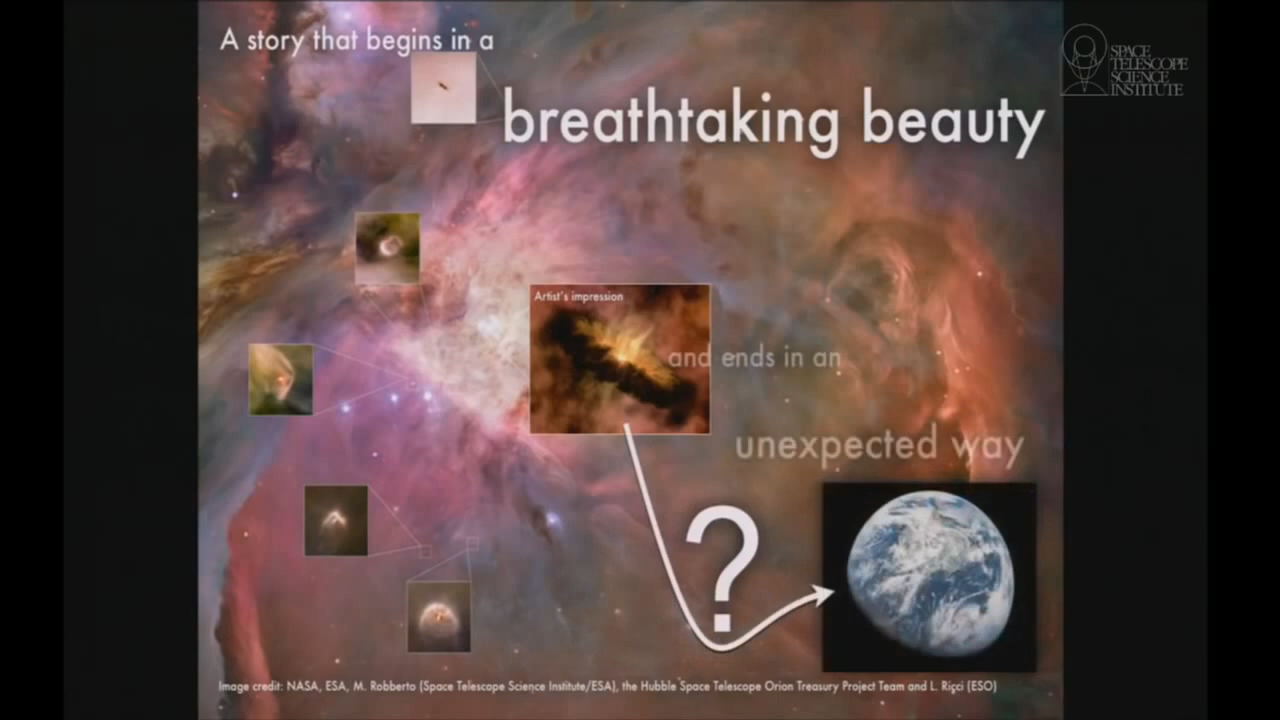 A story that begins in a
breathtaking beauty
SPACE
TELESCOPE
SCIENCE
INSTITUTE
Artist's impression
and ends in an
unexpected way
?
Image credit: NASA, ESA, M. Robberto (Space Telescope Science Institute/ESA), the Hubble Space Telescope Orion Treasury Project Team and L. Ricci (ESO)